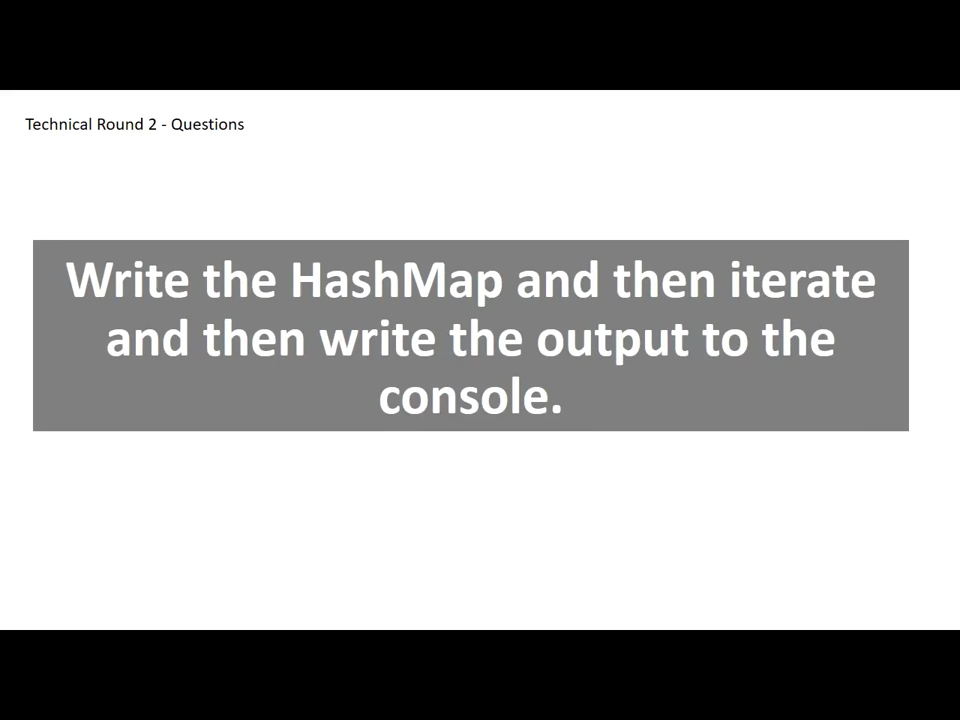 Technical Round 2 - Questions
Write the HashMap and then iterate
and then write the output to the
console.